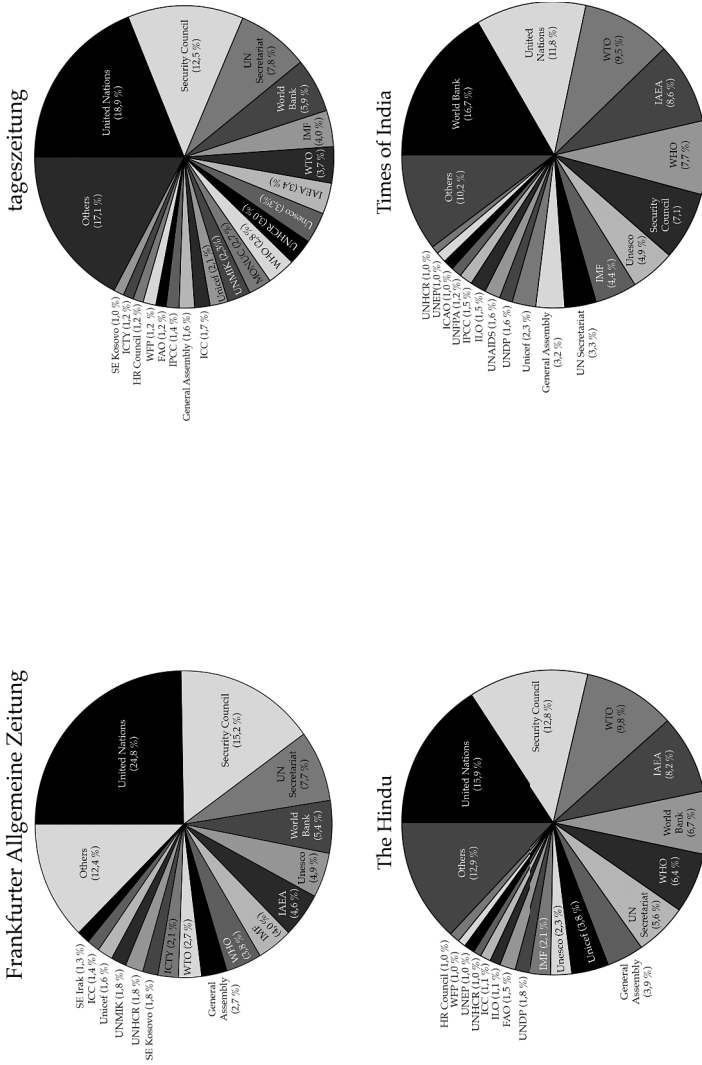 Frankfurter Allgemeine Zeitung
United Nations
(24,8 %)
Security Council
(15,2 %)
UN
Secretariat
(7,7 %)
World
Bank
(5,4 %)
Unesco
(4,9 %)
IAEA
(4,6 %)
IMF
(4,0 %)
WHO
(3,8 %)
General
Assembly
(2,7 %)
WTO (2,7 %)
ICTY (2,1 %)
SE Kosovo (1,8 %)
UNHCR (1,8 %)
UNMIK (1,8 %)
Unicef (1,6 %)
ICC (1,4 %)
SE Irak (1,3 %)
Others
(12,4 %)
tageszeitung
United Nations
(18,9 %)
Security Council
(12,5 %)
UN
Secretariat
(7,8 %)
World
Bank
(5,9 %)
IMF
(4,0 %)
WTO
(3,7 %)
IAEA (3,4 %)
Unesco (3,3%)
UNHCR (3,0 %)
WHO (2,8 %)
MONUC (2,7 %)
UNMIK (2,3%)
Unicef (2,1 %)
ICC (1,7 %)
General Assembly (1,6 %)
IPCC (1,4 %)
FAO (1,2 %)
WFP (1,2 %)
HR Council (1,2 %)
ICTY (1,2 %)
SE Kosovo (1,0 %)
Others
(17,1 %)
The Hindu
United Nations
(15,9 %)
Security Council
(12,8 %)
WTO
(9,8 %)
IAEA
(8,2 %)
World
Bank
(6,7 %)
WHO
(6,4 %)
UN
Secretariat
(5,6 %)
General
Assembly
(3,9 %)
Unicef (3,8 %)
Unesco (2,3 %)
IMF (2,1 %)
UNDP (1,8 %)
FAO (1,5 %)
ILO (1,1 %)
ICC (1,1 %)
UNHCR (1,0 %)
UNEP (1,0 %)
WFP (1,0 %)
HR Council (1,0 %)
Others
(12,9 %)
Times of India
World Bank
(16,7 %)
United
Nations
(11,8 %)
WTO
(9,5 %)
IAEA
(8,6 %)
WHO
(7,7 %)
Security
Council
(7,1)
Unesco
(4,9 %)
IMF
(4,4 %)
UN Secretariat
(3,3 %)
General Assembly
(3,2 %)
Unicef (2,3 %)
UNDP (1,6 %)
UNAIDS (1,6 %)
ILO (1,5 %)
IPCC (1,5 %)
UNFPA (1,2 %)
ICAO (1,0 %)
UNEP(1,0 %)
UNHCR (1,0 %)
Others
(10,2 %)